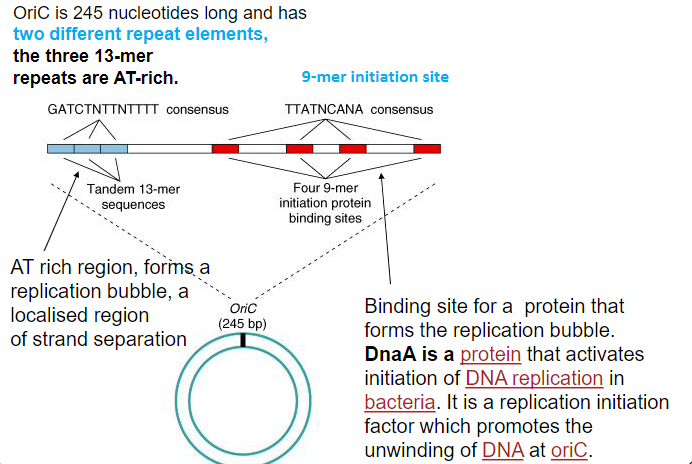 OriC is 245 nucleotides long and has
two different repeat elements,
the three 13-mer
repeats are AT-rich.
9-mer initiation site
GATCTNTTNTTTT consensus
TTATNCANA consensus
Tandem 13-mer
sequences
Four 9-mer
initiation protein
binding sites
AT rich region, forms a
replication bubble, a
localised region
of strand separation
OriC
(245 bp)
Binding site for a protein that
forms the replication bubble.
DnaA is a protein that activates
initiation of DNA replication in
bacteria. It is a replication initiation
factor which promotes the
unwinding of DNA at oriC.